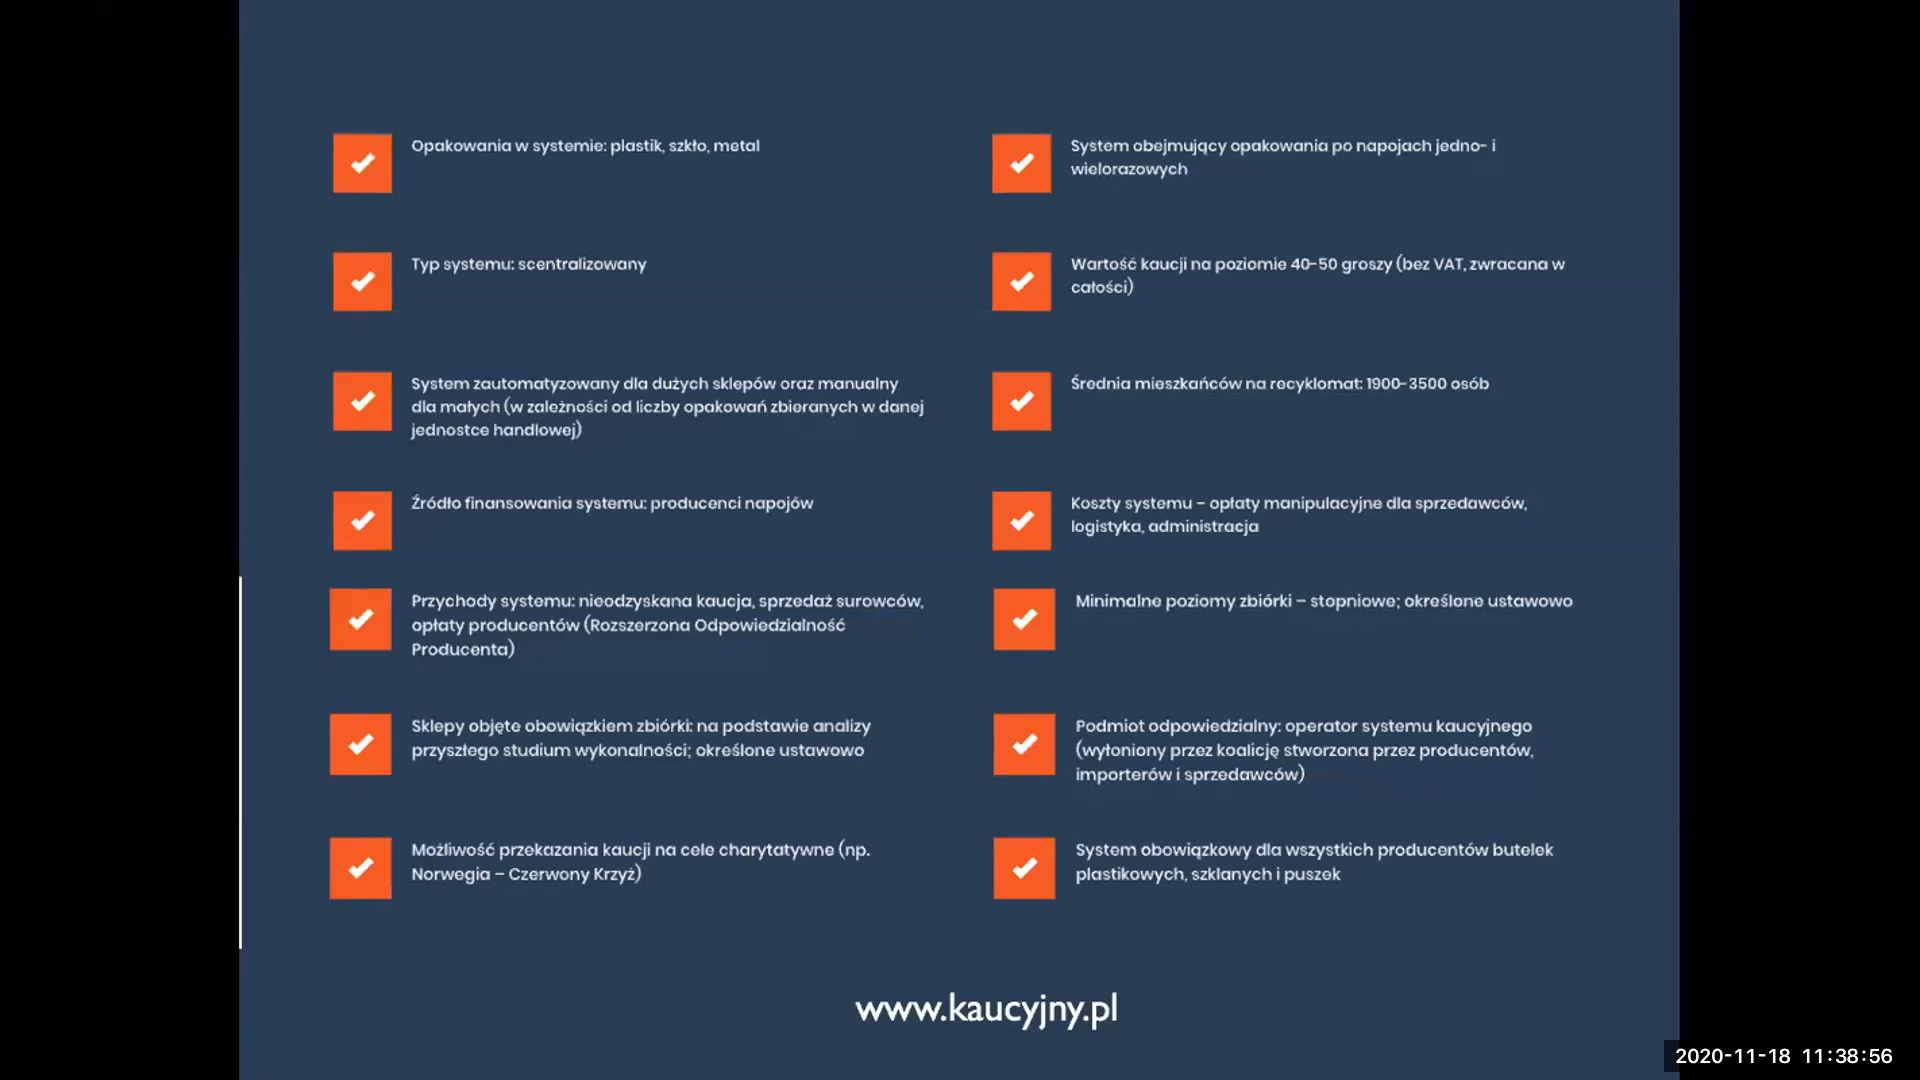 Opakowania w systemie: plastik, szkło, metal
System obejmujący opakowania po napojach jedno- i
wielorazowych
Typ systemu: scentralizowany
Wartość kaucji na poziomie 40-50 groszy (bez VAT, zwracana w
całości)
System zautomatyzowany dla dużych sklepów oraz manualny
dla małych (w zależności od liczby opakowań zbieranych w danej
jednostce handlowej)
Średnia mieszkańców na recyklomat: 1900-3500 osób
Źródło finansowania systemu: producenci napojów
Koszty systemu – opłaty manipulacyjne dla sprzedawców,
logistyka, administracja
Przychody systemu: nieodzyskana kaucja, sprzedaż surowców,
opłaty producentów (Rozszerzona Odpowiedzialność
Producenta)
Minimalne poziomy zbiórki – stopniowe; określone ustawowo
Sklepy objęte obowiązkiem zbiórki: na podstawie analizy
przyszłego studium wykonalności; określone ustawowo
Podmiot odpowiedzialny: operator systemu kaucyjnego
(wyłoniony przez koalicję stworzona przez producentów,
importerów i sprzedawców)
Możliwość przekazania kaucji na cele charytatywne (np.
Norwegia – Czerwony Krzyż)
System obowiązkowy dla wszystkich producentów butelek
plastikowych, szklanych i puszek
www.kaucyjny.pl
2020-11-18 11:38:56